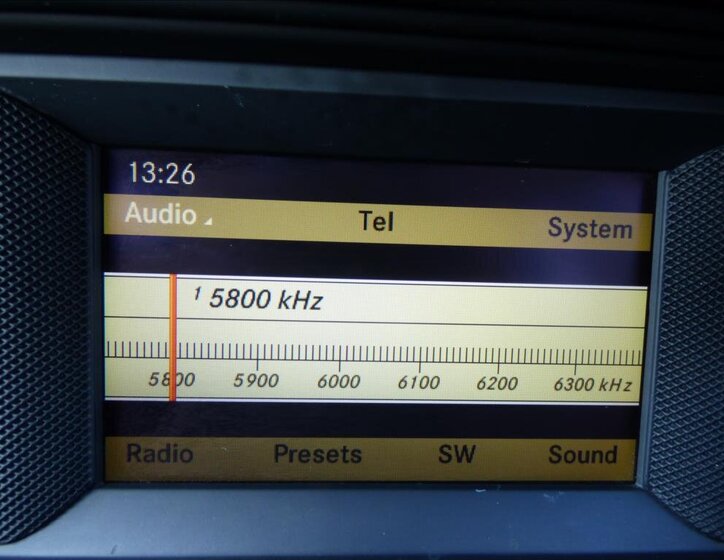 13:26
Audio Tel System
1 5800 kHz
5800 5900 6000 6100 6200 6300 kHz
Radio Presets SW Sound